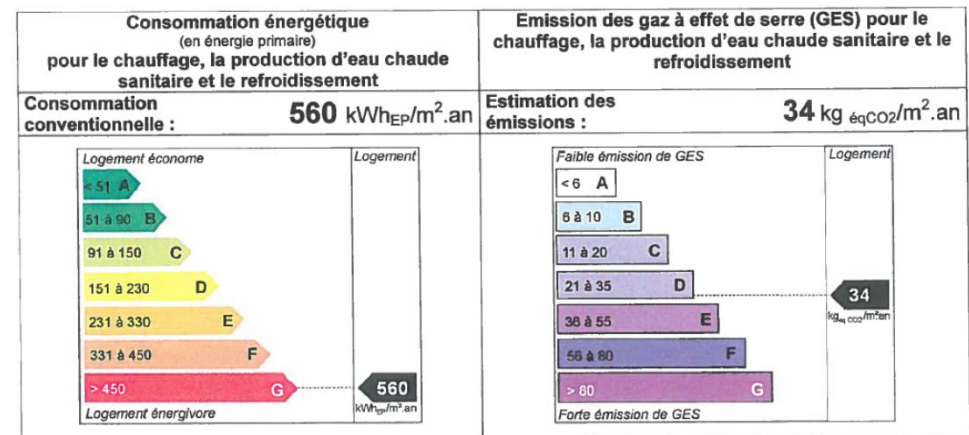 Consommation énergétique
(en énergie primaire)
pour le chauffage, la production d'eau chaude
sanitaire et le refroidissement
Consommation
conventionnelle :
560 kWhEP/m².an
Logement économe
Logement
< 51 A
51 à 90 B
91 à 150 C
151 à 230 D
231 à 330 E
331 à 450 F
> 450 G
560
kWhEP/m².an
Logement énergivore
Emission des gaz à effet de serre (GES) pour le
chauffage, la production d'eau chaude sanitaire et le
refroidissement
Estimation des
émissions :
34 kg éqCO2/m².an
Faible émission de GES
Logement
< 6 A
6 à 10 B
11 à 20 C
21 à 35 D
36 à 55 E
56 à 80 F
> 80 G
34
kgéq CO2/m².an
Forte émission de GES